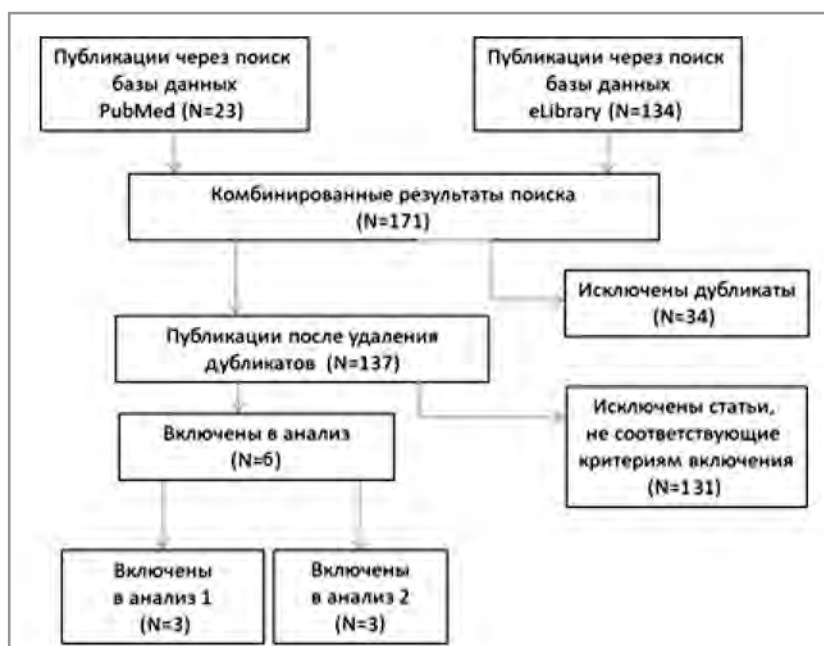 Публикации через поиск
базы данных
PubMed (N=23)
Публикации через поиск
базы данных
eLibrary (N=134)
Комбинированные результаты поиска
(N=171)
Исключены дубликаты
(N=34)
Публикации после удаления
дубликатов (N=137)
Исключены статьи,
не соответствующие
критериям включения
(N=131)
Включены в анализ
(N=6)
Включены
в анализ 1
(N=3)
Включены
в анализ 2
(N=3)